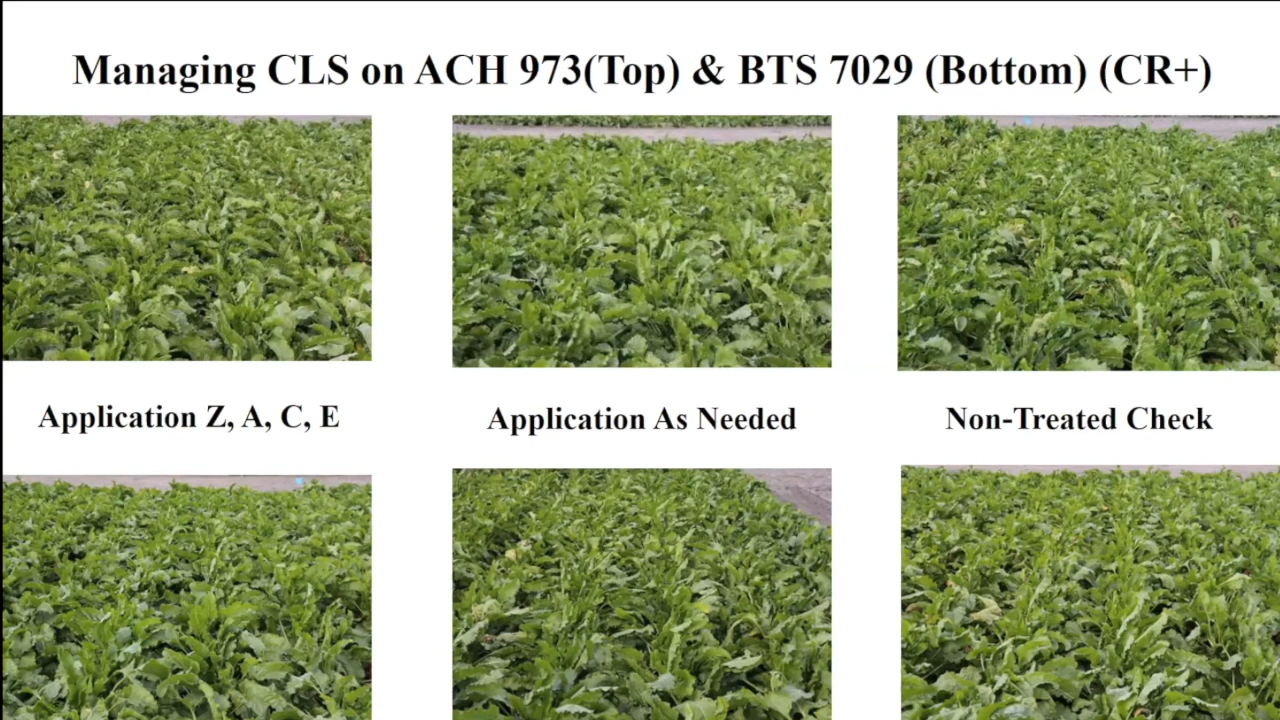 Managing CLS on ACH 973(Top) & BTS 7029 (Bottom) (CR+)
Application Z, A, C, E
Application As Needed
Non-Treated Check